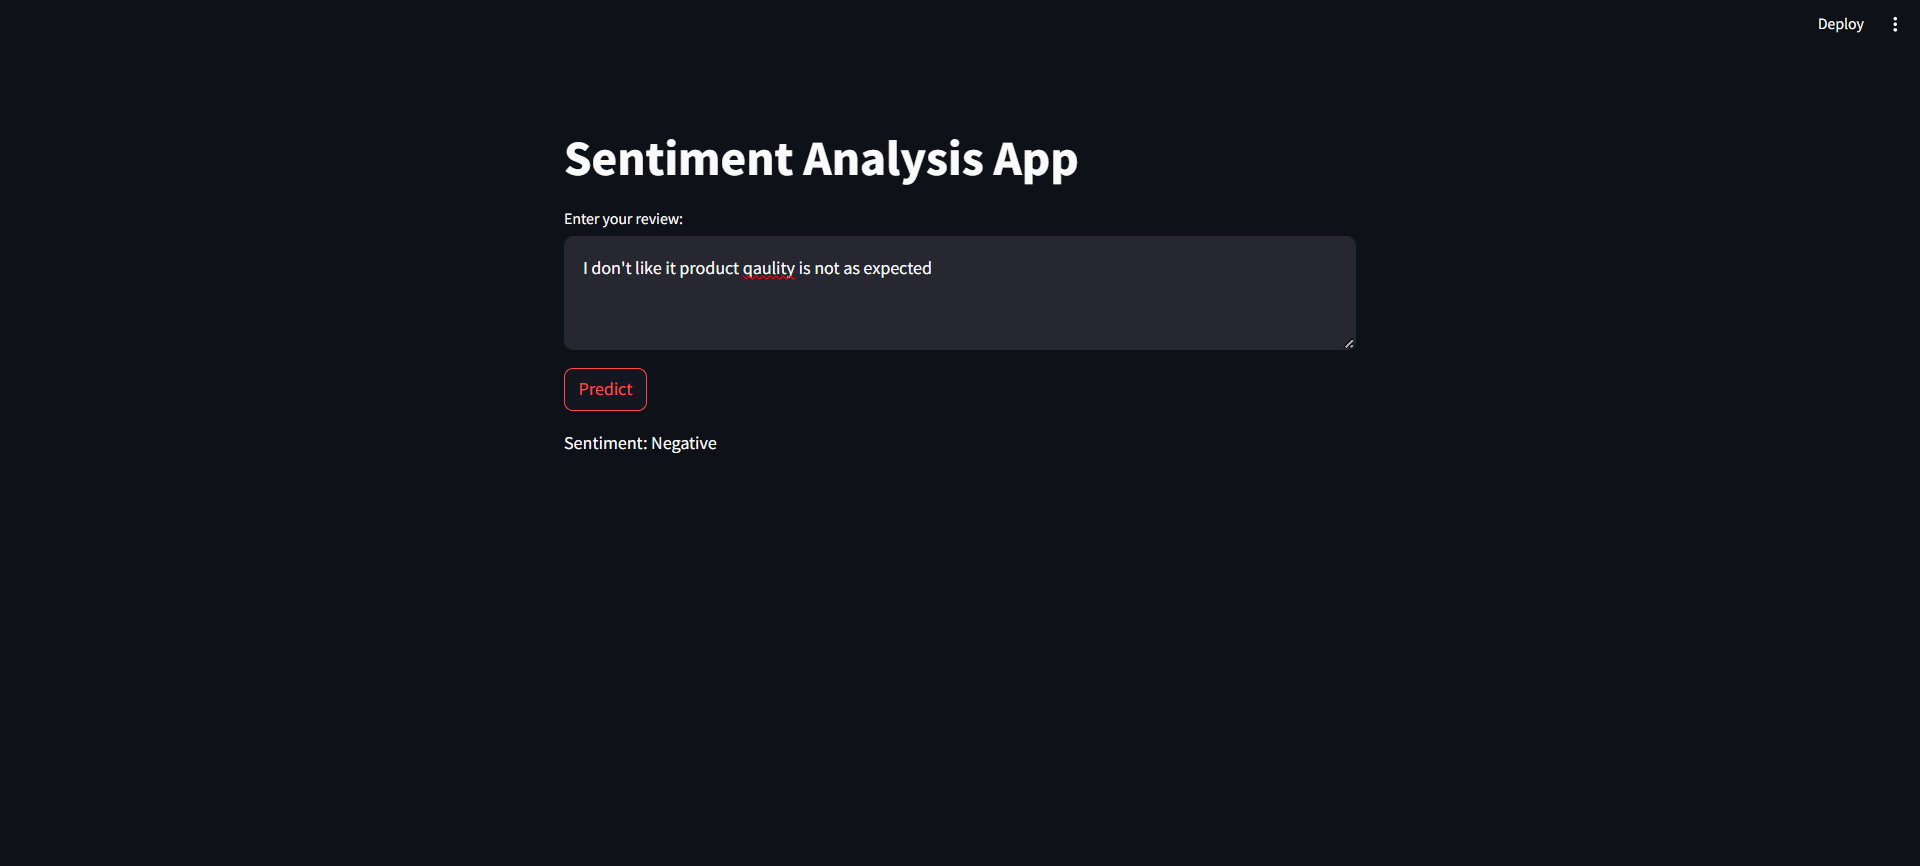 Deploy
Sentiment Analysis App
Enter your review:
I don't like it product qaulity is not as expected
Predict
Sentiment: Negative